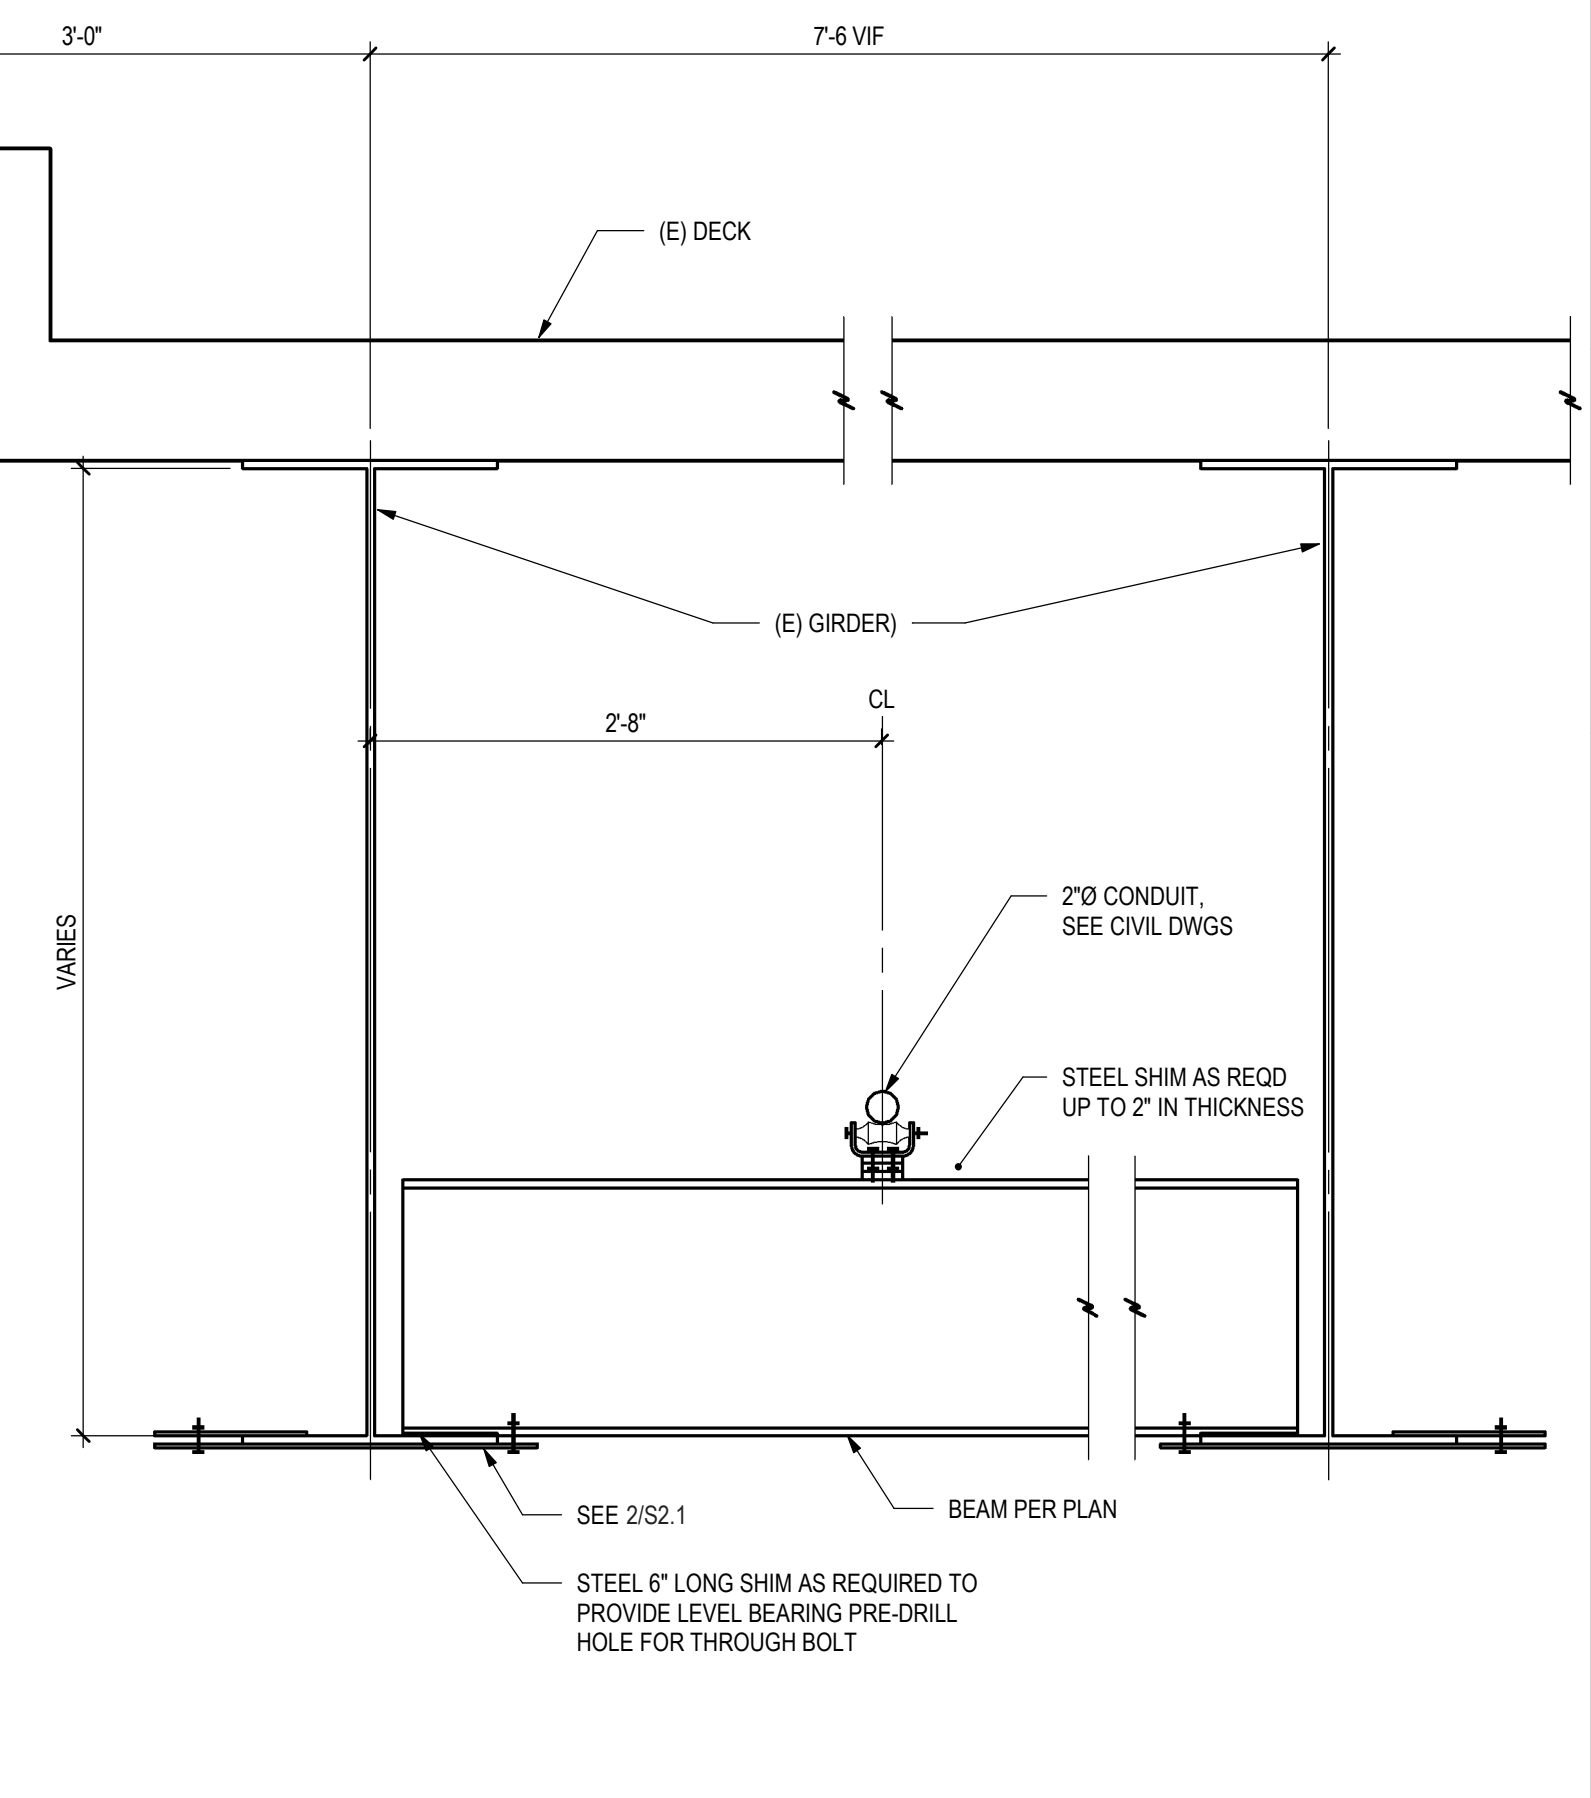 3'-0"
7'-6 VIF
(E) DECK
(E) GIRDER)
CL
2'-8"
2"Ø CONDUIT,
SEE CIVIL DWGS
VARIES
STEEL SHIM AS REQD
UP TO 2" IN THICKNESS
SEE 2/S2.1
BEAM PER PLAN
STEEL 6" LONG SHIM AS REQUIRED TO
PROVIDE LEVEL BEARING PRE-DRILL
HOLE FOR THROUGH BOLT